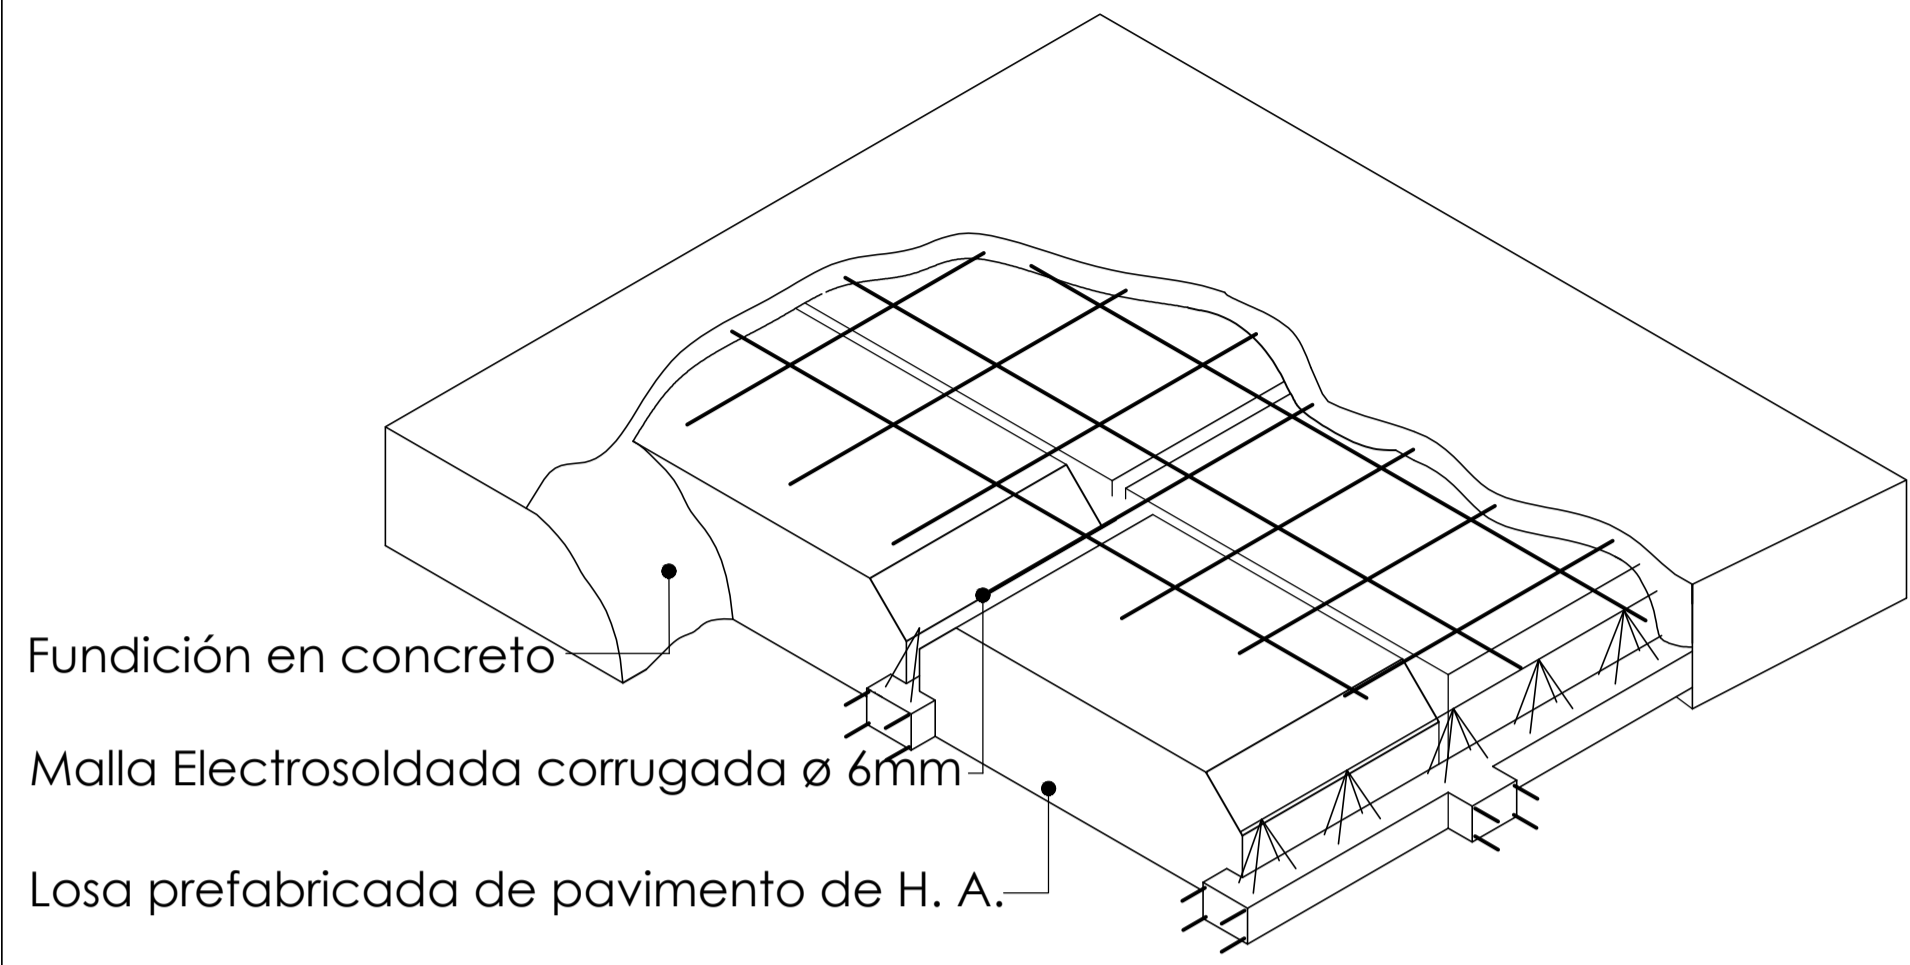 Fundición en concreto
Malla Electrosoldada corrugada ø 6mm
Losa prefabricada de pavimento de H. A.